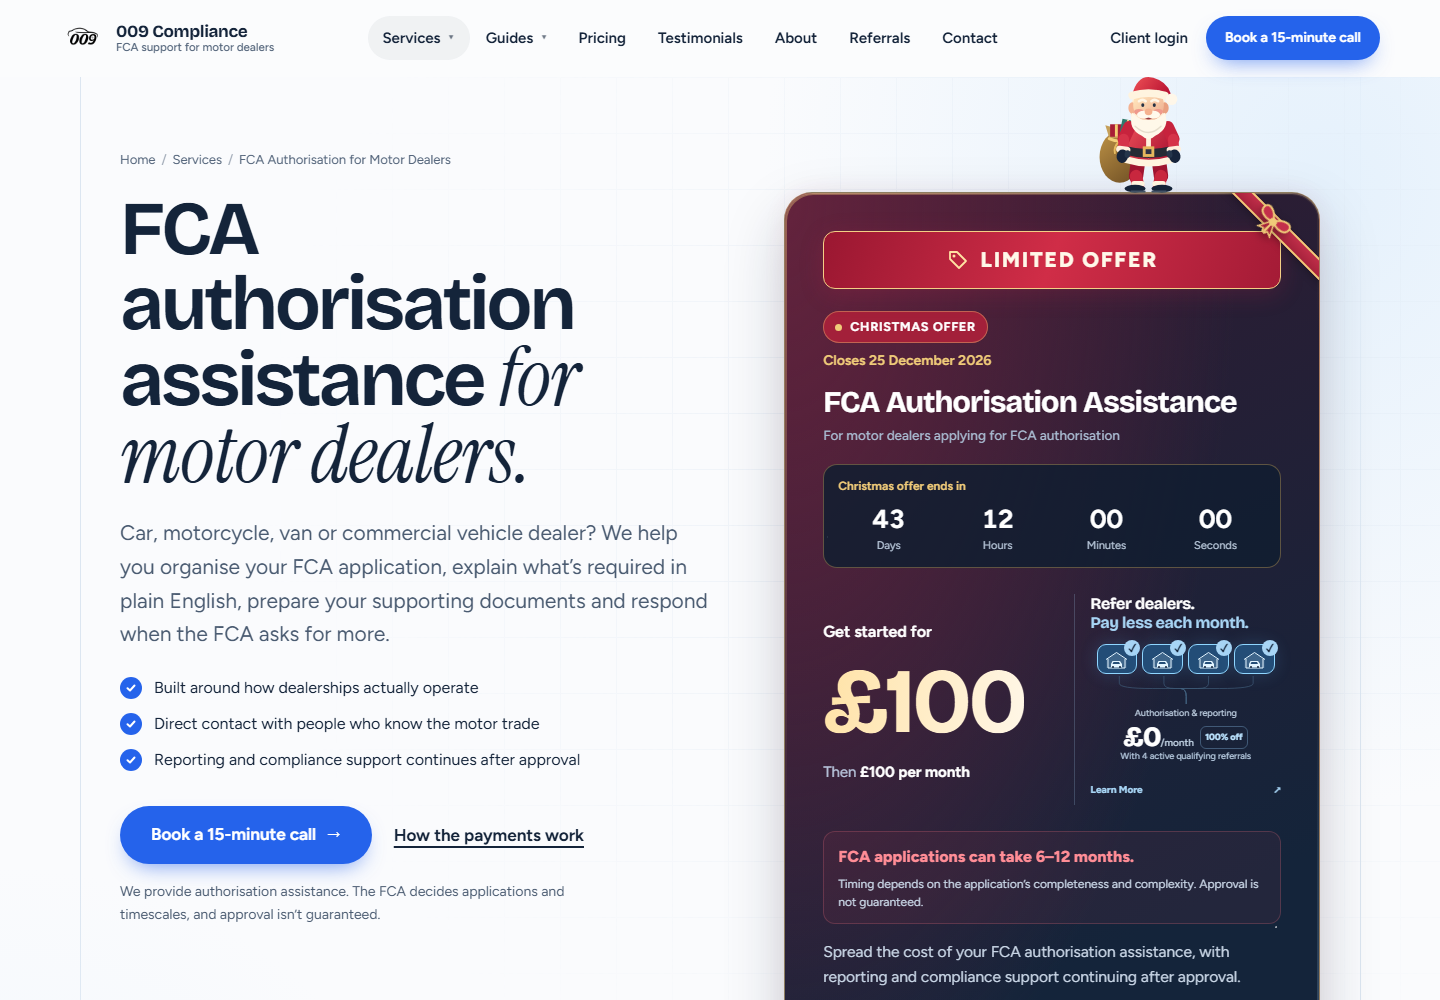 009
009 Compliance
FCA support for motor dealers
Services
Guides
Pricing
Testimonials
About
Referrals
Contact
Client login
Book a 15-minute call
Home / Services / FCA Authorisation for Motor Dealers
FCA
authorisation
assistance for
motor dealers.
Car, motorcycle, van or commercial vehicle dealer? We help
you organise your FCA application, explain what’s required in
plain English, prepare your supporting documents and respond
when the FCA asks for more.
Built around how dealerships actually operate
Direct contact with people who know the motor trade
Reporting and compliance support continues after approval
Book a 15-minute call →
How the payments work
We provide authorisation assistance. The FCA decides applications and
timescales, and approval isn’t guaranteed.
LIMITED OFFER
CHRISTMAS OFFER
Closes 25 December 2026
FCA Authorisation Assistance
For motor dealers applying for FCA authorisation
Christmas offer ends in
43 12 00 00
Days Hours Minutes Seconds
Get started for
£100
Then £100 per month
Refer dealers.
Pay less each month.
Authorisation & reporting
£0/month 100% off
With 4 active qualifying referrals
Learn More ↗
FCA applications can take 6–12 months.
Timing depends on the application’s completeness and complexity. Approval is
not guaranteed.
Spread the cost of your FCA authorisation assistance, with
reporting and compliance support continuing after approval.